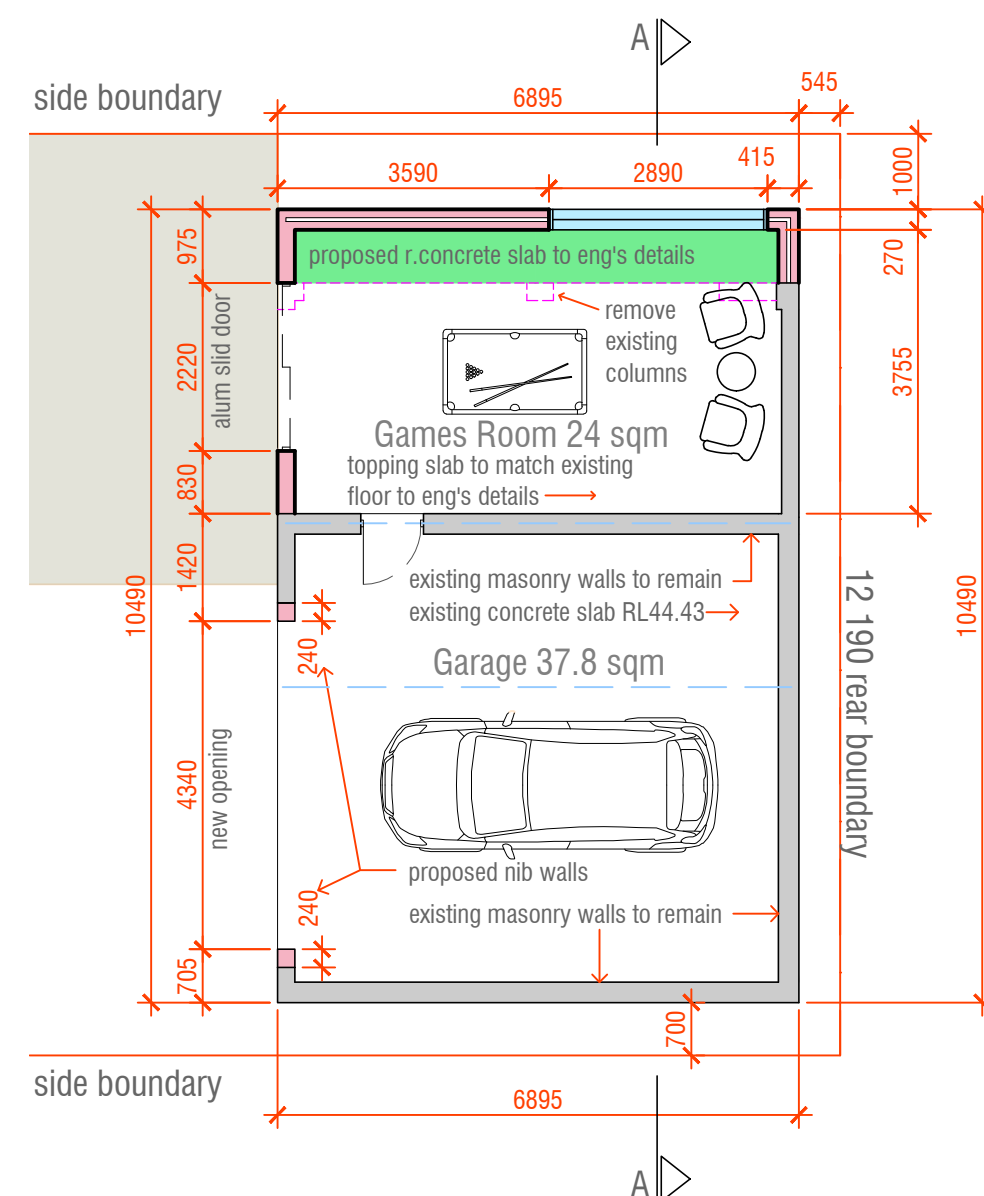 A
side boundary
6895
545
3590
2890
415
1000
975
proposed r.concrete slab to eng's details
270
remove
existing
columns
alum slid door
2220
3755
Games Room 24 sqm
topping slab to match existing
floor to eng's details
830
1420
existing masonry walls to remain
existing concrete slab RL44.43
10490
10490
12 190 rear boundary
240
Garage 37.8 sqm
4340
new opening
proposed nib walls
240
existing masonry walls to remain
705
700
side boundary
6895
A